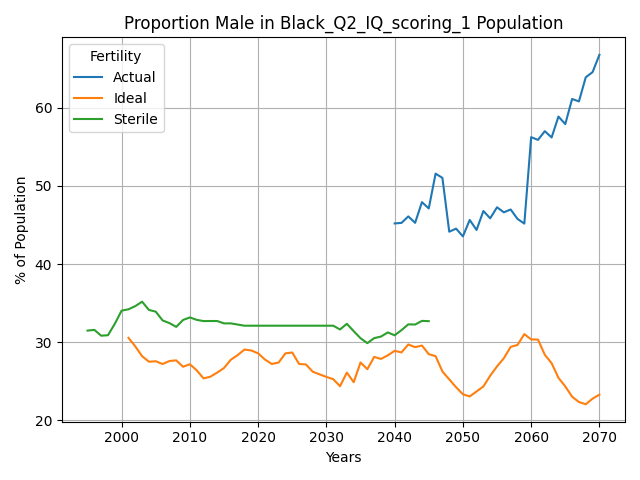 Proportion Male in Black_Q2_IQ_scoring_1 Population
Fertility
Actual
Ideal
Sterile
% of Population
60
50
40
30
20
2000
2010
2020
2030
2040
2050
2060
2070
Years